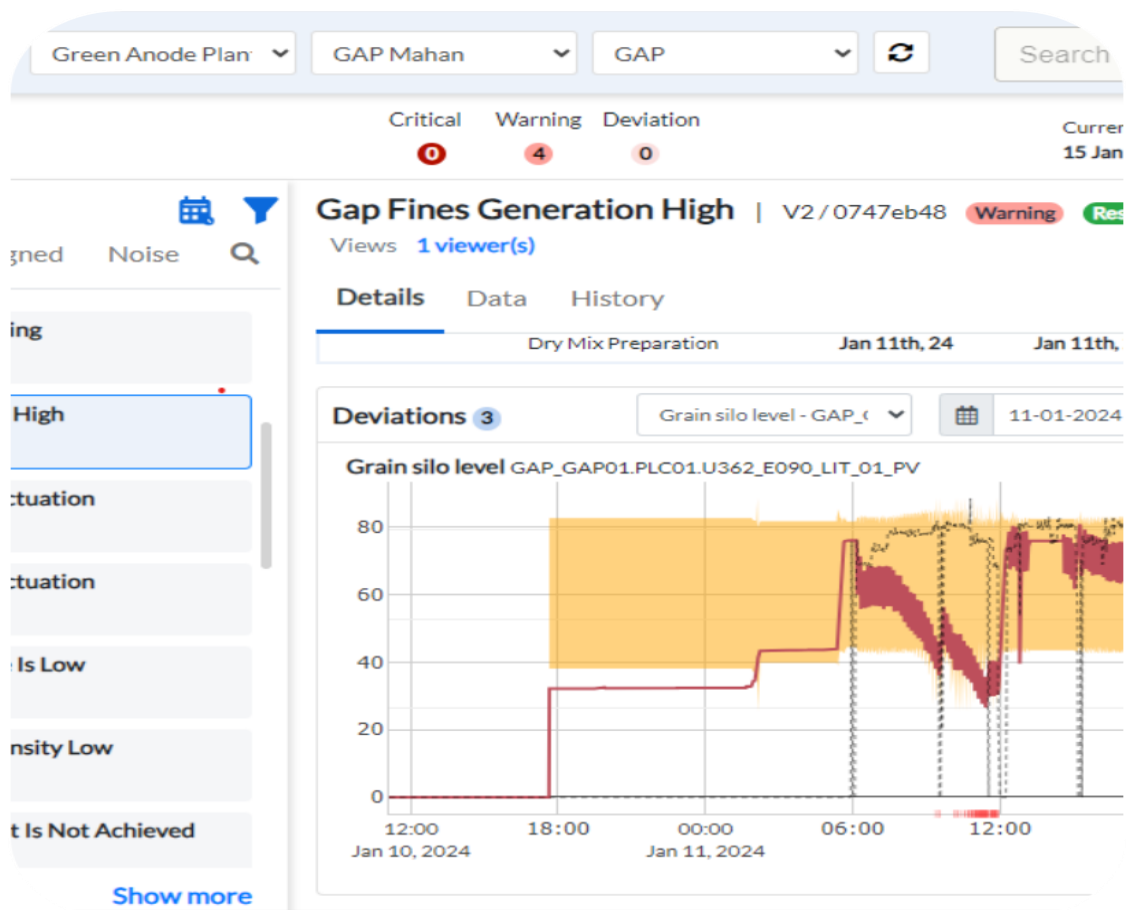 Green Anode Plan
GAP Mahan
GAP
Search
Critical Warning Deviation
0 4 0
Curren
15 Jan
gned Noise
ing
High
ctuation
ctuation
Is Low
nsity Low
t Is Not Achieved
Show more
Gap Fines Generation High | V2/0747eb48 Warning Res
Views 1 viewer(s)
Details Data History
Dry Mix Preparation Jan 11th, 24 Jan 11th,
Deviations 3 Grain silo level - GAP_ 11-01-2024
Grain silo level GAP_GAP01.PLC01.U362_E090_LIT_01_PV
80
60
40
20
0
12:00 18:00 00:00 06:00 12:00
Jan 10, 2024 Jan 11, 2024